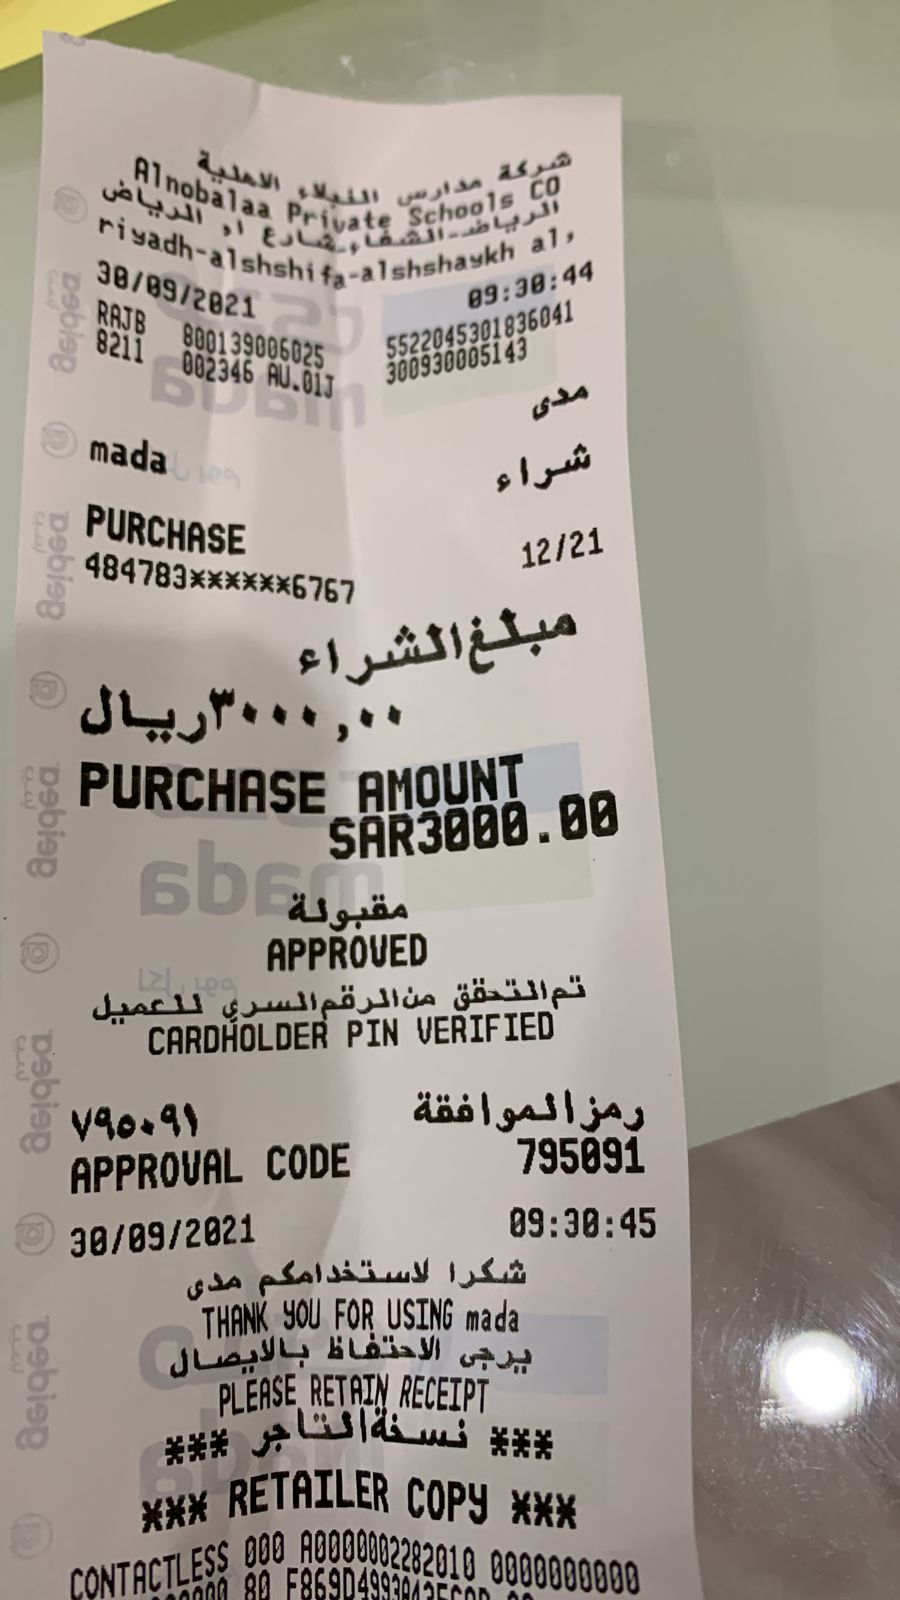 شركة مدارس النبلاء الاهلية
Alnobalaa Private Schools CO
الرياض-الشفاء-شارع ا, الرياض
riyadh-alshshifa-alshshaykh al,
30/09/2021 09:30:44
RAJB 800139006025 5522045301836041
8211 002346 AU.01J 300930005143
مدى
mada
شراء
PURCHASE
484783******6767 12/21
مبلغ الشراء
٣٠٠٠,٠٠ ريال
PURCHASE AMOUNT
SAR3000.00
مقبولة
APPROVED
تم التحقق من الرقم السري للعميل
CARDHOLDER PIN VERIFIED
رمز الموافقة ٧٩٥٠٩١
APPROVAL CODE 795091
30/09/2021 09:30:45
شكرا لاستخدامكم مدى
THANK YOU FOR USING mada
يرجى الاحتفاظ بالايصال
PLEASE RETAIN RECEIPT
*** نسخة التاجر ***
*** RETAILER COPY ***
CONTACTLESS 000 A0000002282010 0000000000